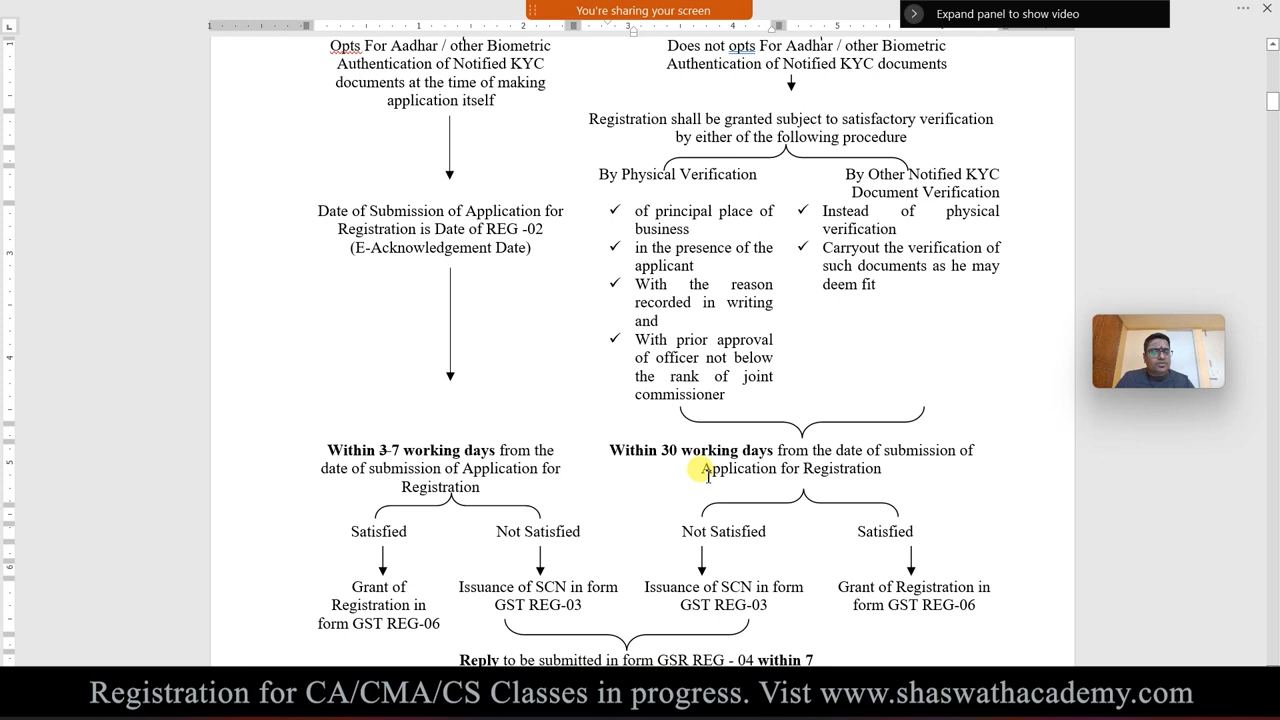 You're sharing your screen
Expand panel to show video
1 2 3 4 5
1
3
4
5
6
Opts For Aadhar / other Biometric
Authentication of Notified KYC
documents at the time of making
application itself
Does not opts For Aadhar / other Biometric
Authentication of Notified KYC documents
Registration shall be granted subject to satisfactory verification
by either of the following procedure
By Physical Verification
By Other Notified KYC
Document Verification
Date of Submission of Application for
Registration is Date of REG -02
(E-Acknowledgement Date)
✓ of principal place of
business
✓ in the presence of the
applicant
✓ With the reason
recorded in writing
and
✓ With prior approval
of officer not below
the rank of joint
commissioner
✓ Instead of physical
verification
✓ Carryout the verification of
such documents as he may
deem fit
Within 3-7 working days from the
date of submission of Application for
Registration
Within 30 working days from the date of submission of
Application for Registration
Satisfied
Not Satisfied
Not Satisfied
Satisfied
Grant of
Registration in
form GST REG-06
Issuance of SCN in form
GST REG-03
Issuance of SCN in form
GST REG-03
Grant of Registration in
form GST REG-06
Reply to be submitted in form GSR REG - 04 within 7
Registration for CA/CMA/CS Classes in progress. Vist www.shaswathacademy.com